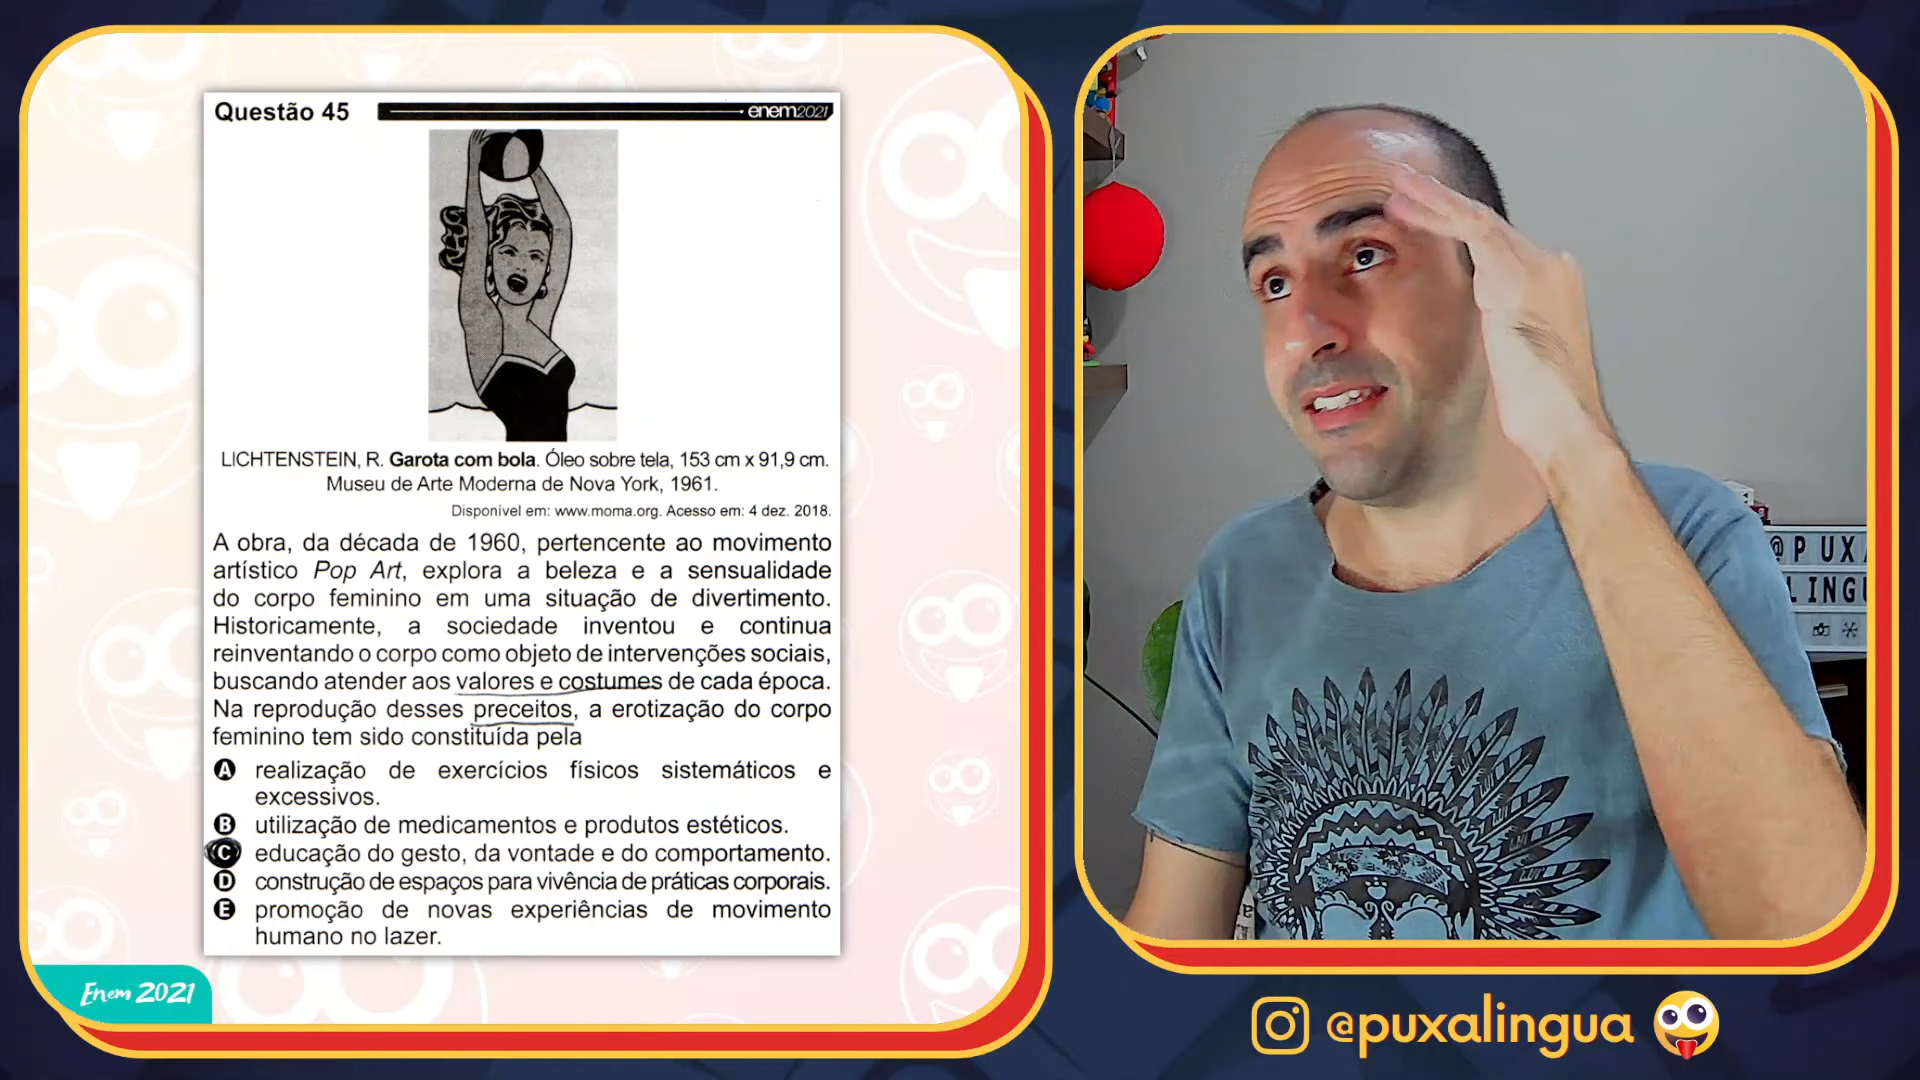 Questão 45
enem2021
LICHTENSTEIN, R. Garota com bola. Óleo sobre tela, 153 cm x 91,9 cm.
Museu de Arte Moderna de Nova York, 1961.
Disponível em: www.moma.org. Acesso em: 4 dez. 2018.
A obra, da década de 1960, pertencente ao movimento
artístico Pop Art, explora a beleza e a sensualidade
do corpo feminino em uma situação de divertimento.
Historicamente, a sociedade inventou e continua
reinventando o corpo como objeto de intervenções sociais,
buscando atender aos valores e costumes de cada época.
Na reprodução desses preceitos, a erotização do corpo
feminino tem sido constituída pela
A realização de exercícios físicos sistemáticos e
excessivos.
B utilização de medicamentos e produtos estéticos.
C educação do gesto, da vontade e do comportamento.
D construção de espaços para vivência de práticas corporais.
E promoção de novas experiências de movimento
humano no lazer.
Enem 2021
@PUXA
LINGU
@puxalingua